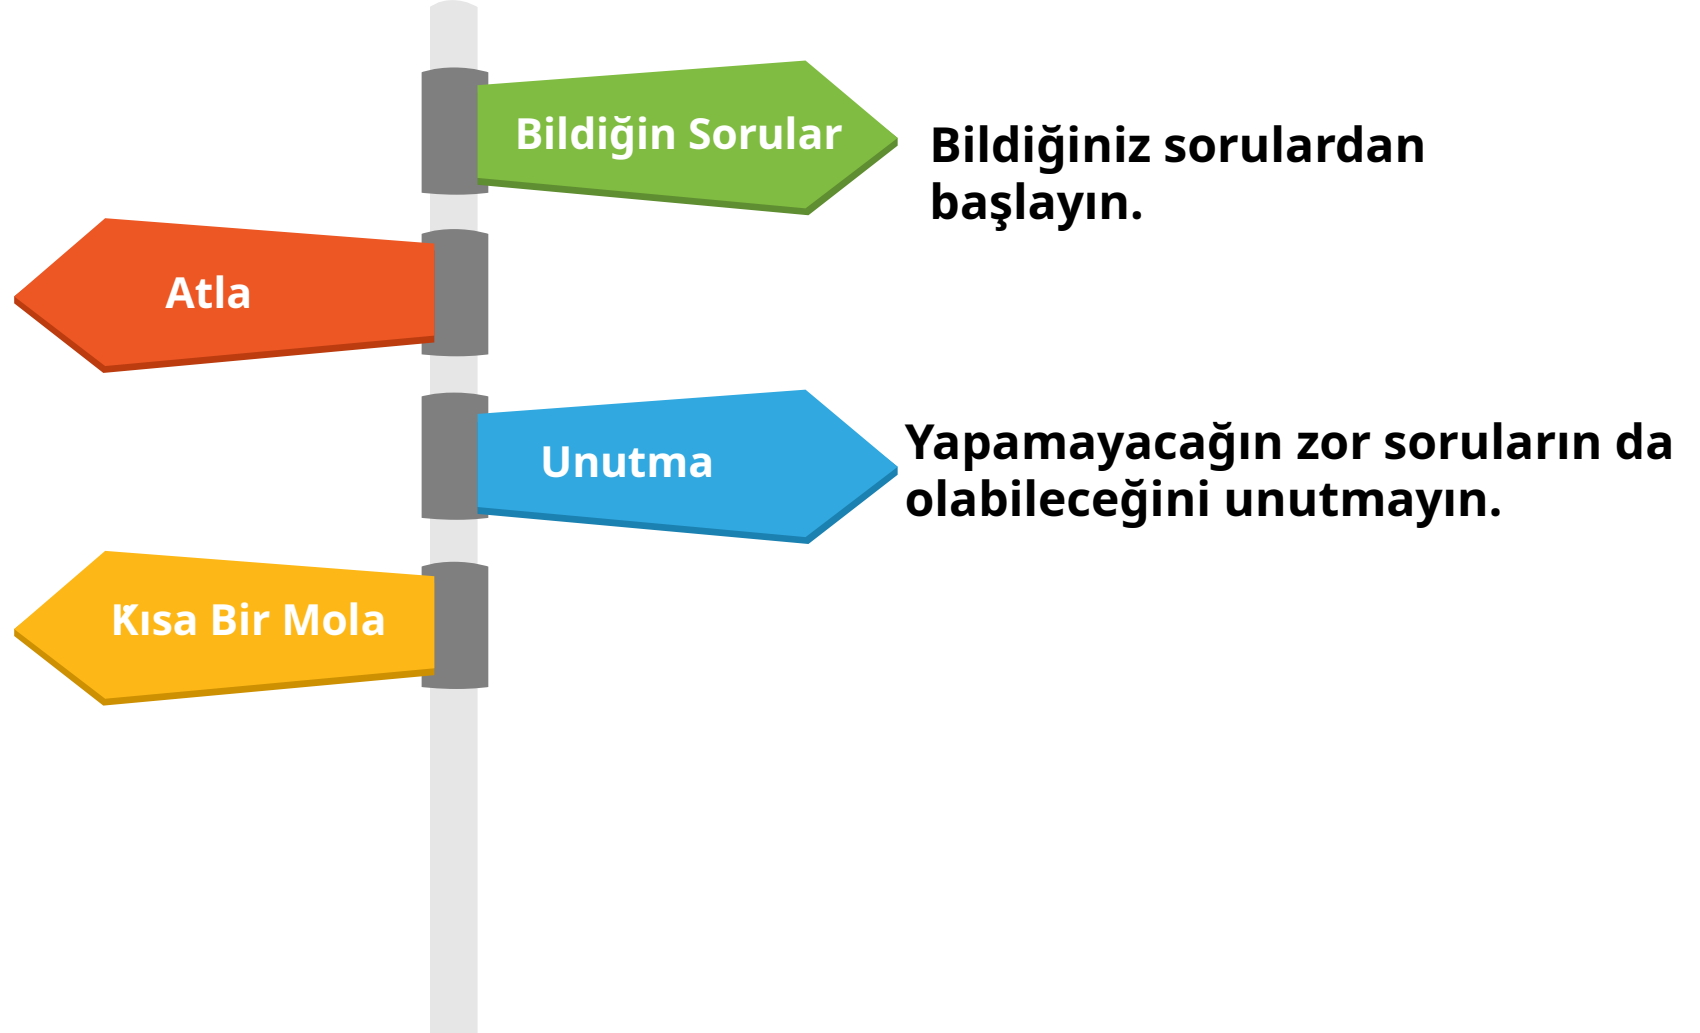 Bildiğin Sorular
Bildiğiniz sorulardan
başlayın.
Atla
Unutma
Yapamayacağın zor soruların da
olabileceğini unutmayın.
Kısa Bir Mola